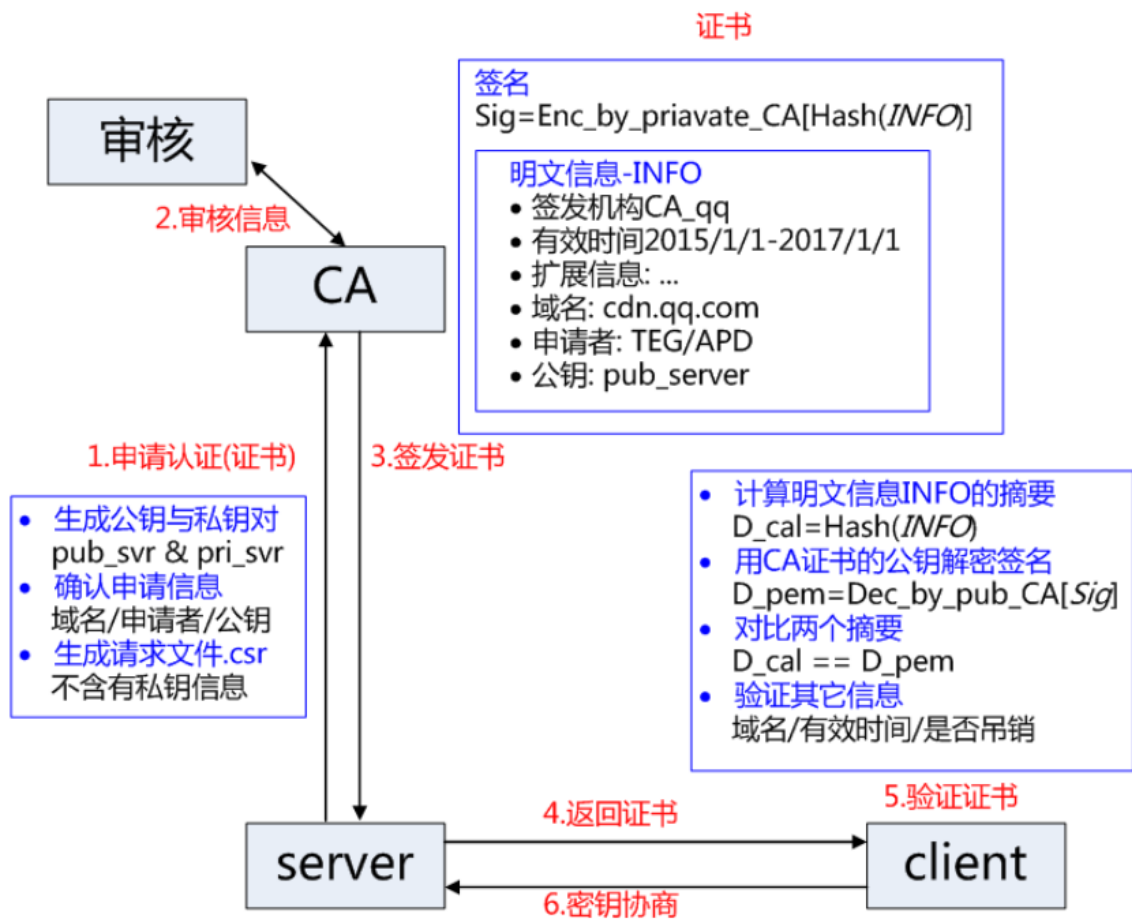 证书
签名
Sig=Enc_by_priavate_CA[Hash(INFO)]
明文信息-INFO
• 签发机构CA_qq
• 有效时间2015/1/1-2017/1/1
• 扩展信息: ...
• 域名: cdn.qq.com
• 申请者: TEG/APD
• 公钥: pub_server
审核
2.审核信息
CA
1.申请认证(证书)
3.签发证书
• 生成公钥与私钥对
pub_svr & pri_svr
• 确认申请信息
域名/申请者/公钥
• 生成请求文件.csr
不含有私钥信息
• 计算明文信息INFO的摘要
D_cal=Hash(INFO)
• 用CA证书的公钥解密签名
D_pem=Dec_by_pub_CA[Sig]
• 对比两个摘要
D_cal == D_pem
• 验证其它信息
域名/有效时间/是否吊销
4.返回证书
5.验证证书
server
client
6.密钥协商